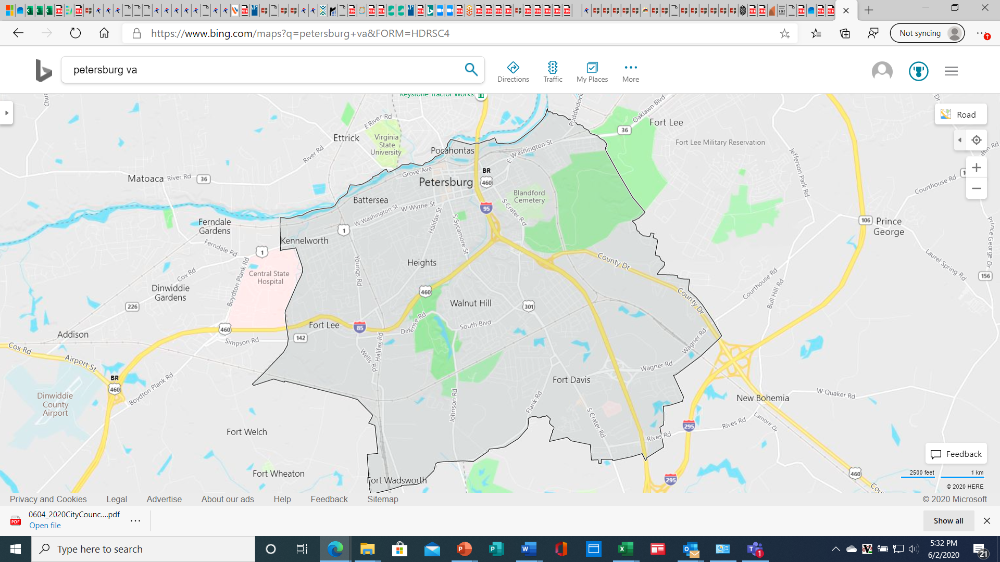 Not syncing
https://www.bing.com/maps?q=petersburg+va&FORM=HDRSC4
petersburg va
Directions
Traffic
My Places
More
Keystone Tractor Works
Road
Puddledock
Oaklawn Blvd
36
Fort Lee
E River Rd
Ettrick
Virginia
State
University
River Rd
Pocahontas
E Washington St
Fort Lee Military Reservation
Jefferson Park Rd
Matoaca
River Rd
36
Grove Ave
BR
460
Petersburg
Courthouse Rd
Battersea
Blandford
Cemetery
W Wythe St
W Washington St
95
S Crater Rd
Halifax St
S Sycamore St
Ferndale
Gardens
1
106
Prince
George
Prince George Dr
Kennelworth
Ferndale Rd
1
Boydton Plank Rd
Central State
Hospital
Cox Rd
Youngs Rd
Heights
County Dr
Laurel Spring Rd
156
Dinwiddie
Gardens
Courthouse Rd
Bull Hill Rd
460
Walnut Hill
301
County Dr
226
Fort Lee
85
Defense Rd
South Blvd
Addison
460
142
Simpson Rd
Wagner Rd
Cox Rd
Airport St
Wells Rd
Halifax Rd
Wagner Rd
BR
460
Boydton Plank Rd
Fort Davis
Dinwiddie
County
Airport
Johnson Rd
Flank Rd
New Bohemia
W Quaker Rd
S Crater Rd
Lamore Dr
Rives Rd
295
Rives Rd
Fort Welch
Feedback
Fort Wheaton
Fort Wadsworth
295
460
2500 feet
1 km
© 2020 HERE
Privacy and Cookies
Legal
Advertise
About our ads
Help
Feedback
Sitemap
© 2020 Microsoft
0604_2020CityCounc....pdf
Open file
Show all
Type here to search
5:32 PM
6/2/2020
21